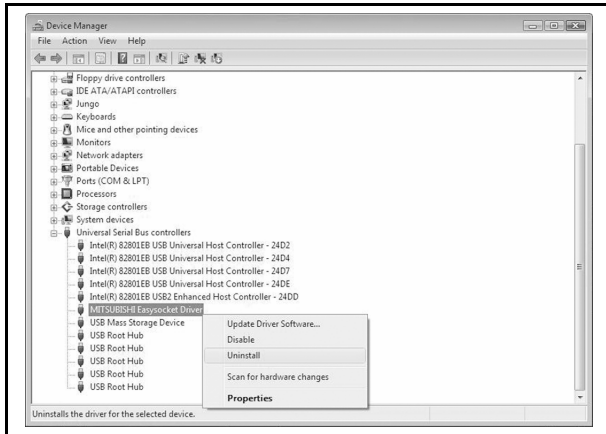 Device Manager
File Action View Help
Floppy drive controllers
IDE ATA/ATAPI controllers
Jungo
Keyboards
Mice and other pointing devices
Monitors
Network adapters
Portable Devices
Ports (COM & LPT)
Processors
Storage controllers
System devices
Universal Serial Bus controllers
Intel(R) 82801EB USB Universal Host Controller - 24D2
Intel(R) 82801EB USB Universal Host Controller - 24D4
Intel(R) 82801EB USB Universal Host Controller - 24D7
Intel(R) 82801EB USB Universal Host Controller - 24DE
Intel(R) 82801EB USB2 Enhanced Host Controller - 24DD
MITSUBISHI Easysocket Driver
USB Mass Storage Device
USB Root Hub
USB Root Hub
USB Root Hub
USB Root Hub
USB Root Hub
Update Driver Software...
Disable
Uninstall
Scan for hardware changes
Properties
Uninstalls the driver for the selected device.